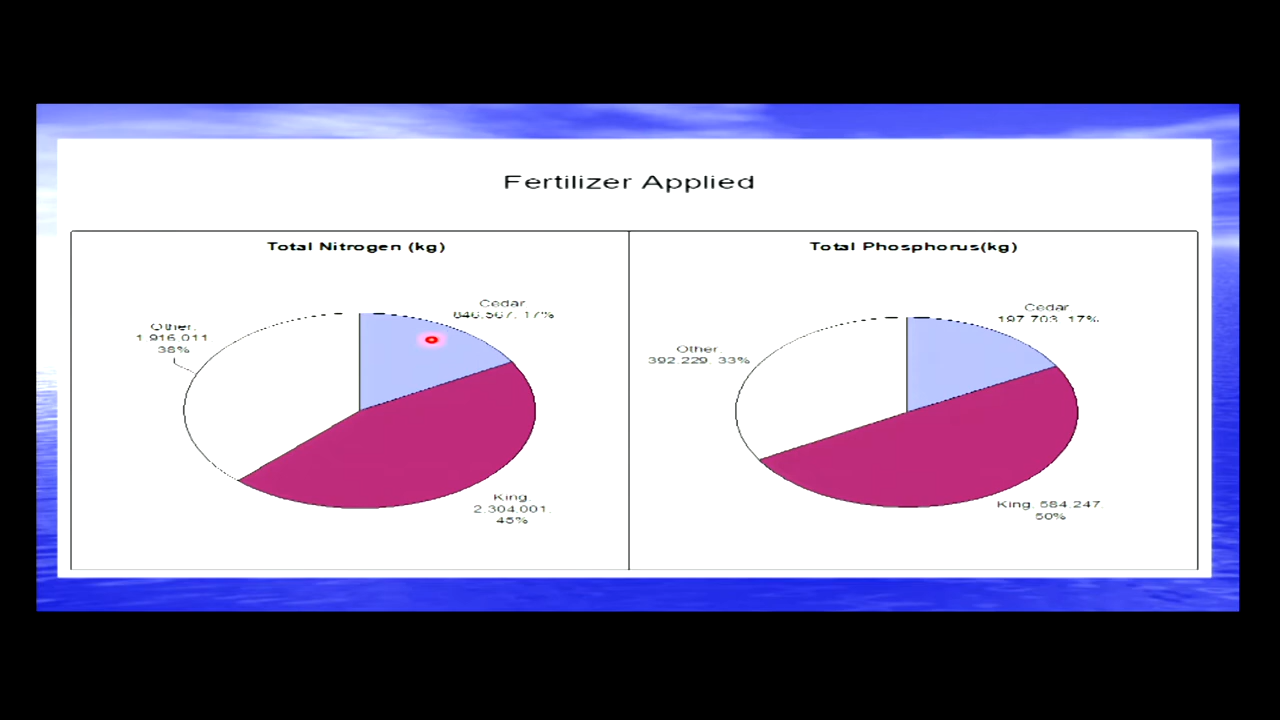 Fertilizer Applied
Total Nitrogen (kg)
Total Phosphorus(kg)
Cedar,
846,567, 17%
Other,
1,916,011
38%
King,
2,304,001,
45%
Cedar,
197,703, 17%
Other,
392,229, 33%
King, 584,247,
50%